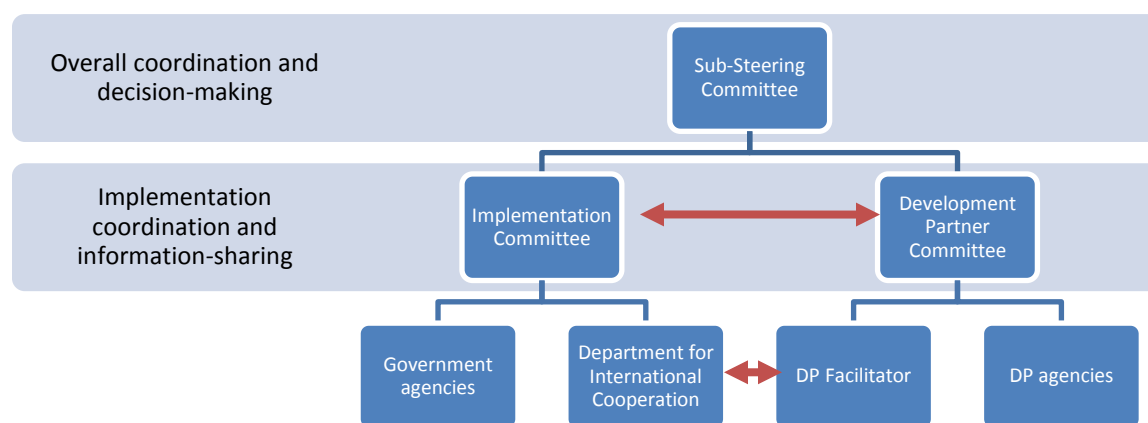 Overall coordination and
decision-making
Sub-Steering
Committee
Implementation
coordination and
information-sharing
Implementation
Committee
Development
Partner
Committee
Government
agencies
Department for
International
Cooperation
DP Facilitator
DP agencies